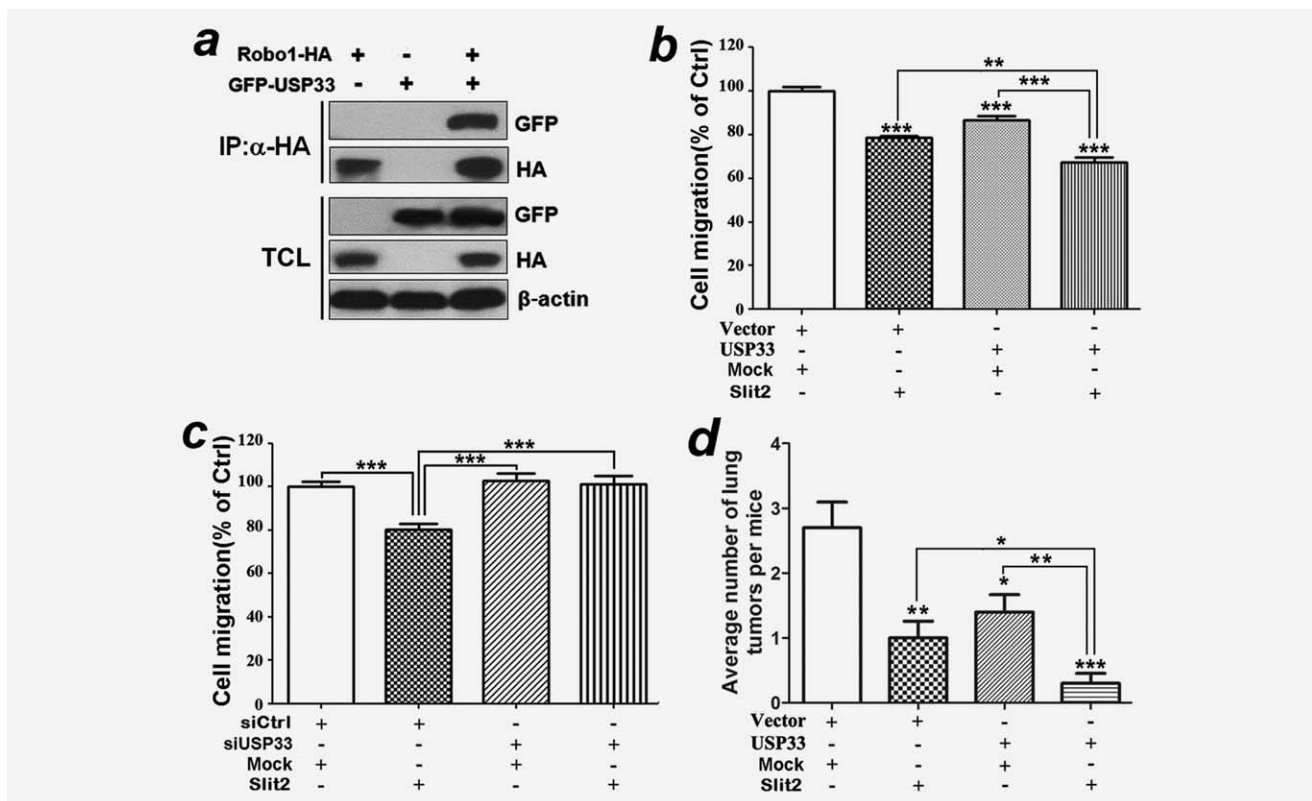 a
Robo1-HA + - +
GFP-USP33 - + +
IP:α-HA
GFP
HA
TCL
GFP
HA
β-actin
b
Cell migration(% of Ctrl)
120
100
80
60
40
20
0
**
***
***
***
***
Vector + + - -
USP33 - - + +
Mock + - + -
Slit2 - + - +
c
Cell migration(% of Ctrl)
120
100
80
60
40
20
0
***
***
***
siCtrl + + - -
siUSP33 - - + +
Mock + - + -
Slit2 - + - +
d
Average number of lung
tumors per mice
4
3
2
1
0
*
**
**
*
***
Vector + + - -
USP33 - - + +
Mock + - + -
Slit2 - + - +